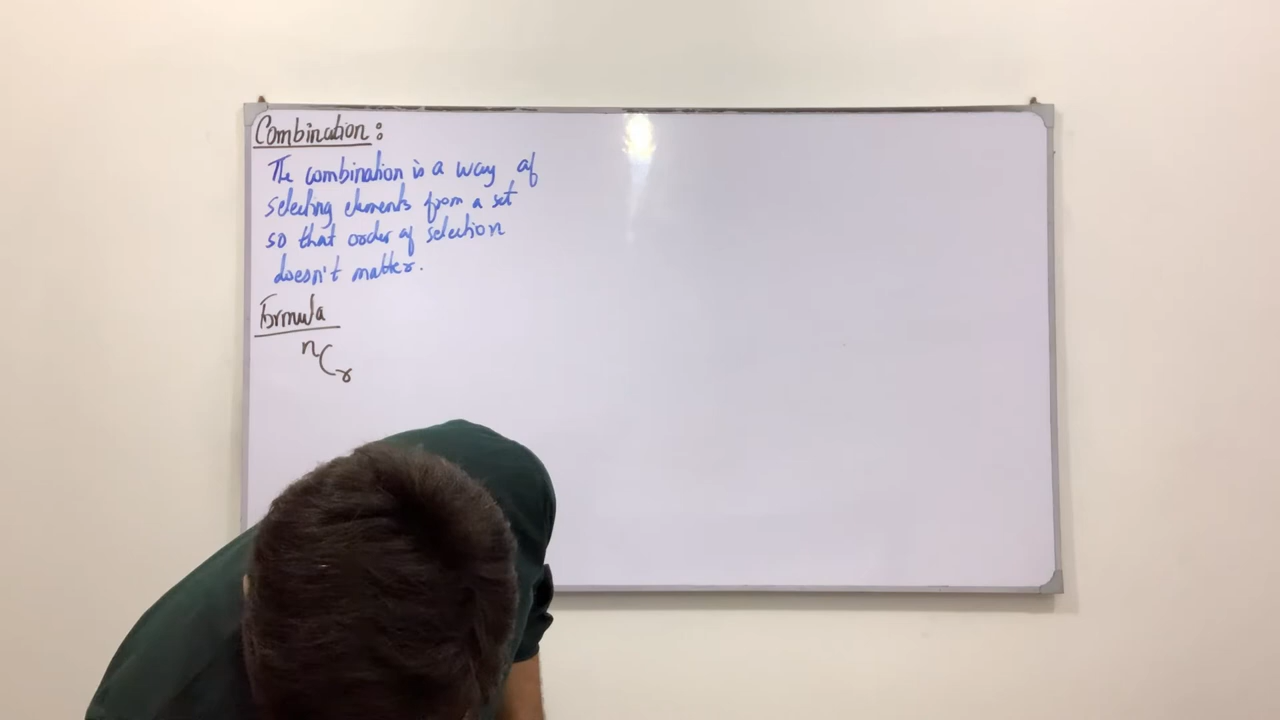 Combination:
The combination is a way of
selecting elements from a set
so that order of selection
doesn't matter.
Formula
nCr